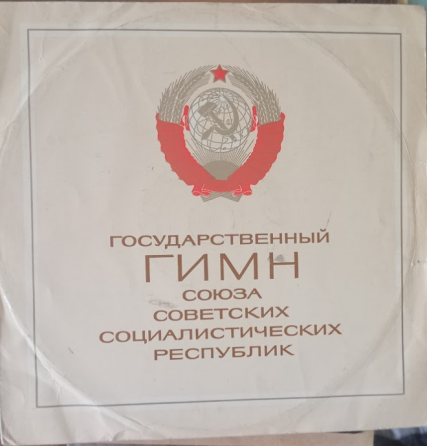 ГОСУДАРСТВЕННЫЙ
ГИМН
СОЮЗА
СОВЕТСКИХ
СОЦИАЛИСТИЧЕСКИХ
РЕСПУБЛИК